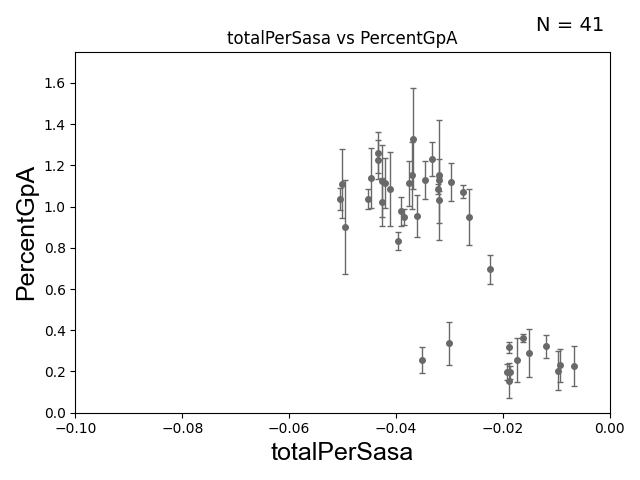 N = 41
totalPerSasa vs PercentGpA
PercentGpA
1.6
1.4
1.2
1.0
0.8
0.6
0.4
0.2
0.0
−0.10 −0.08 −0.06 −0.04 −0.02 0.00
totalPerSasa